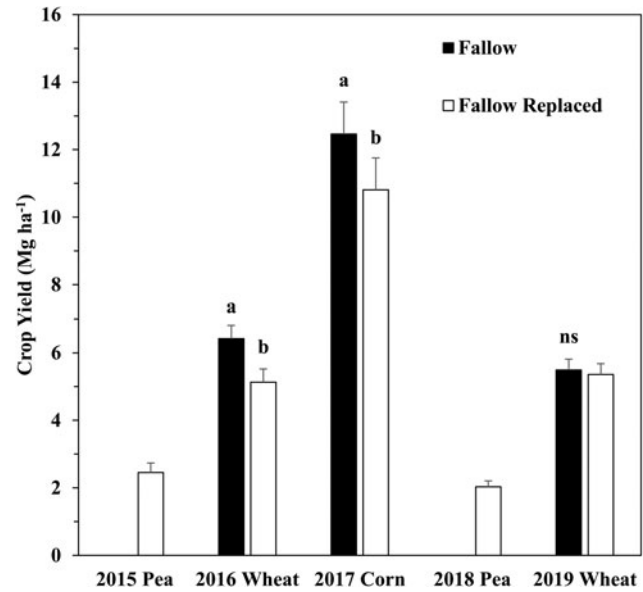 16
14
12
10
8
6
4
2
0
Crop Yield (Mg ha⁻¹)
Fallow
Fallow Replaced
a
b
a
b
ns
2015 Pea 2016 Wheat 2017 Corn 2018 Pea 2019 Wheat